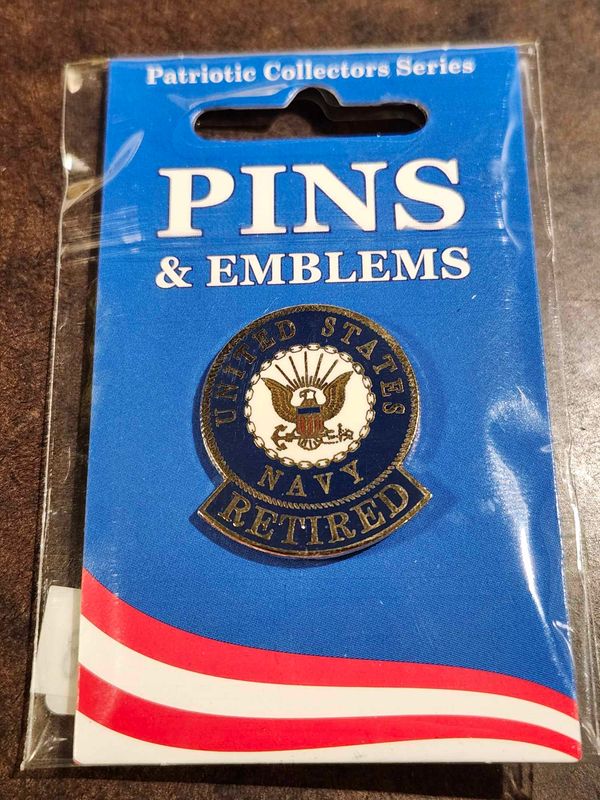 Patriotic Collectors Series
PINS
& EMBLEMS
UNITED STATES
NAVY
RETIRED